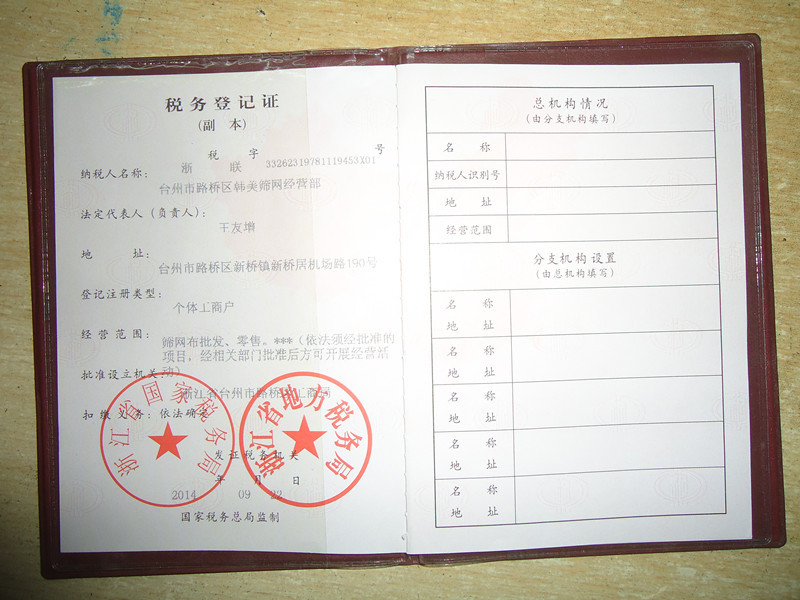 税务登记证
(副 本)
税 字 号
浙 联 33262319781119453X01
纳税人名称：
台州市路桥区韩美筛网经营部
法定代表人（负责人）：
王友增
地 址：
台州市路桥区新桥镇新桥居机场路190号
登记注册类型：
个体工商户
经营范围：
筛网布批发、零售。***（依法须经批准的
项目，经相关部门批准后方可开展经营活
动）
批准设立机关：
浙江省台州市路桥区工商局
扣缴义务：依法确定
浙江省国家税务局
浙江省地方税务局
发证税务机关
年 月 日
2014 09 22
国家税务总局监制
总机构情况
(由分支机构填写)
名 称
纳税人识别号
地 址
经营范围
分支机构设置
(由总机构填写)
名 称
地 址
名 称
地 址
名 称
地 址
名 称
地 址
名 称
地 址